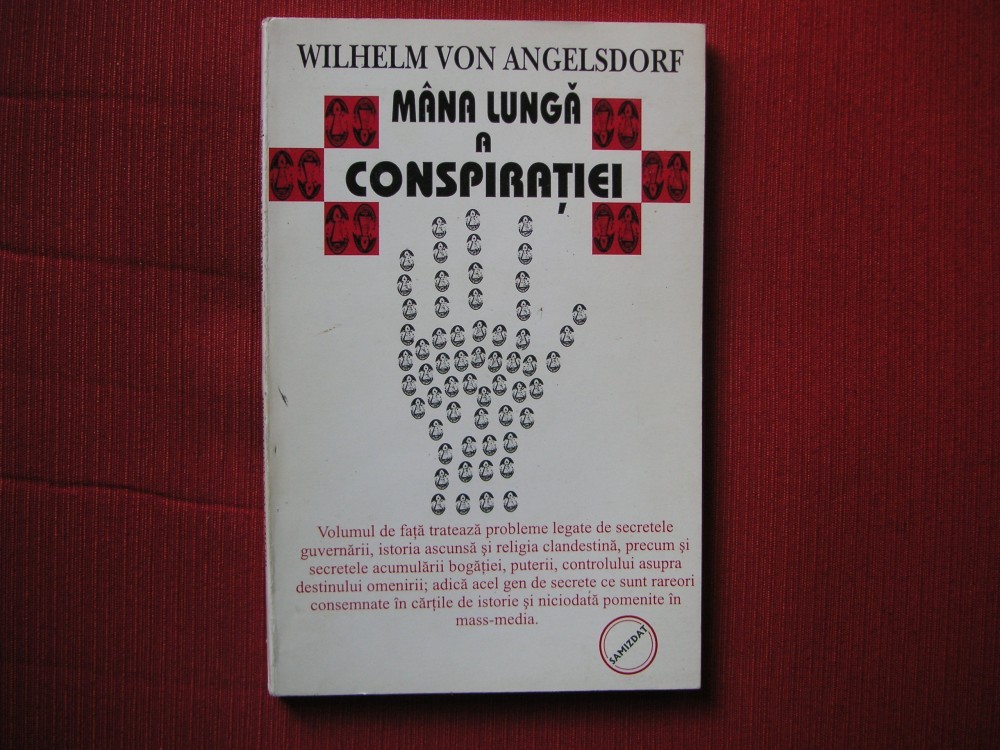 WILHELM VON ANGELSDORF
MÂNA LUNGĂ
A
CONSPIRAȚIEI
Volumul de față tratează probleme legate de secretele
guvernării, istoria ascunsă și religia clandestină, precum și
secretele acumulării bogăției, puterii, controlului asupra
destinului omenirii; adică acel gen de secrete ce sunt rareori
consemnate în cărțile de istorie și niciodată pomenite în
mass-media.
SAMIZDAT